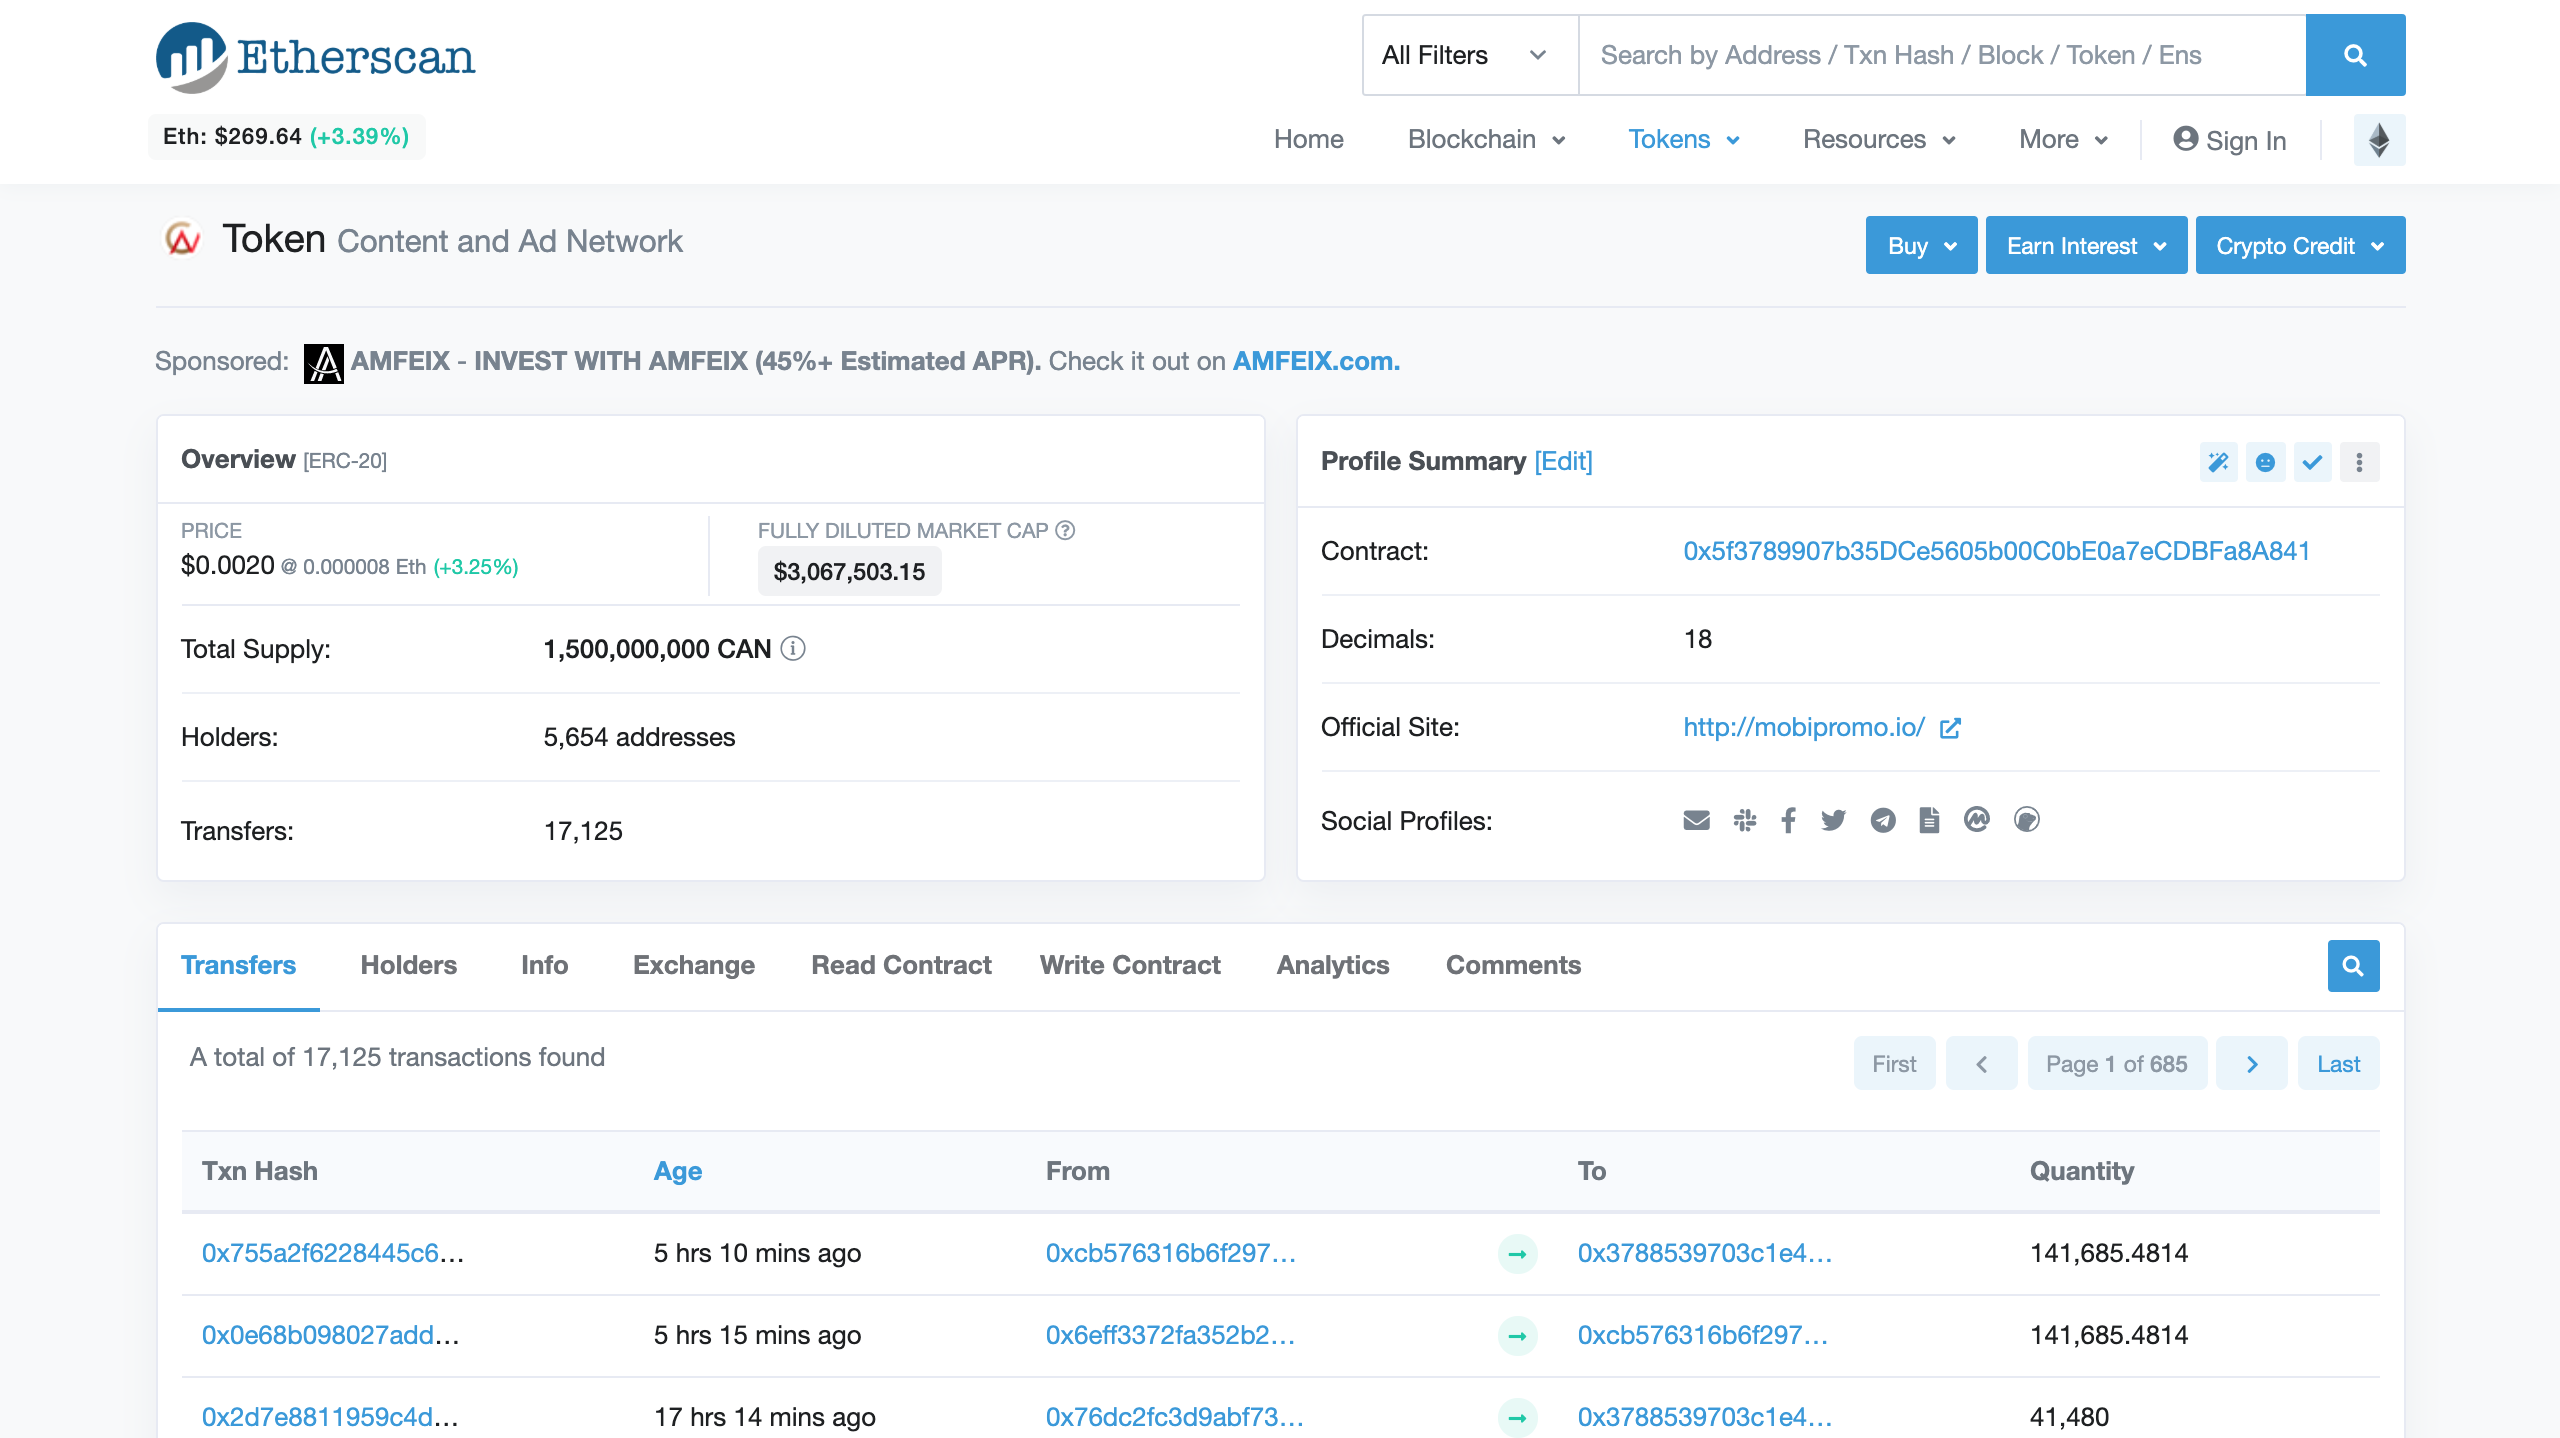 Etherscan
All Filters Search by Address / Txn Hash / Block / Token / Ens
Eth: $269.64 (+3.39%)
Home Blockchain Tokens Resources More Sign In
Token Content and Ad Network
Buy Earn Interest Crypto Credit
Sponsored: AMFEIX - INVEST WITH AMFEIX (45%+ Estimated APR). Check it out on AMFEIX.com.
Overview [ERC-20]
PRICE
$0.0020 @ 0.000008 Eth (+3.25%)
FULLY DILUTED MARKET CAP
$3,067,503.15
Total Supply: 1,500,000,000 CAN
Holders: 5,654 addresses
Transfers: 17,125
Profile Summary [Edit]
Contract: 0x5f3789907b35DCe5605b00C0bE0a7eCDBFa8A841
Decimals: 18
Official Site: http://mobipromo.io/
Social Profiles:
Transfers Holders Info Exchange Read Contract Write Contract Analytics Comments
A total of 17,125 transactions found
First Page 1 of 685 Last
Txn Hash Age From To Quantity
0x755a2f6228445c6... 5 hrs 10 mins ago 0xcb576316b6f297... 0x3788539703c1e4... 141,685.4814
0x0e68b098027add... 5 hrs 15 mins ago 0x6eff3372fa352b2... 0xcb576316b6f297... 141,685.4814
0x2d7e8811959c4d... 17 hrs 14 mins ago 0x76dc2fc3d9abf73... 0x3788539703c1e4... 41,480